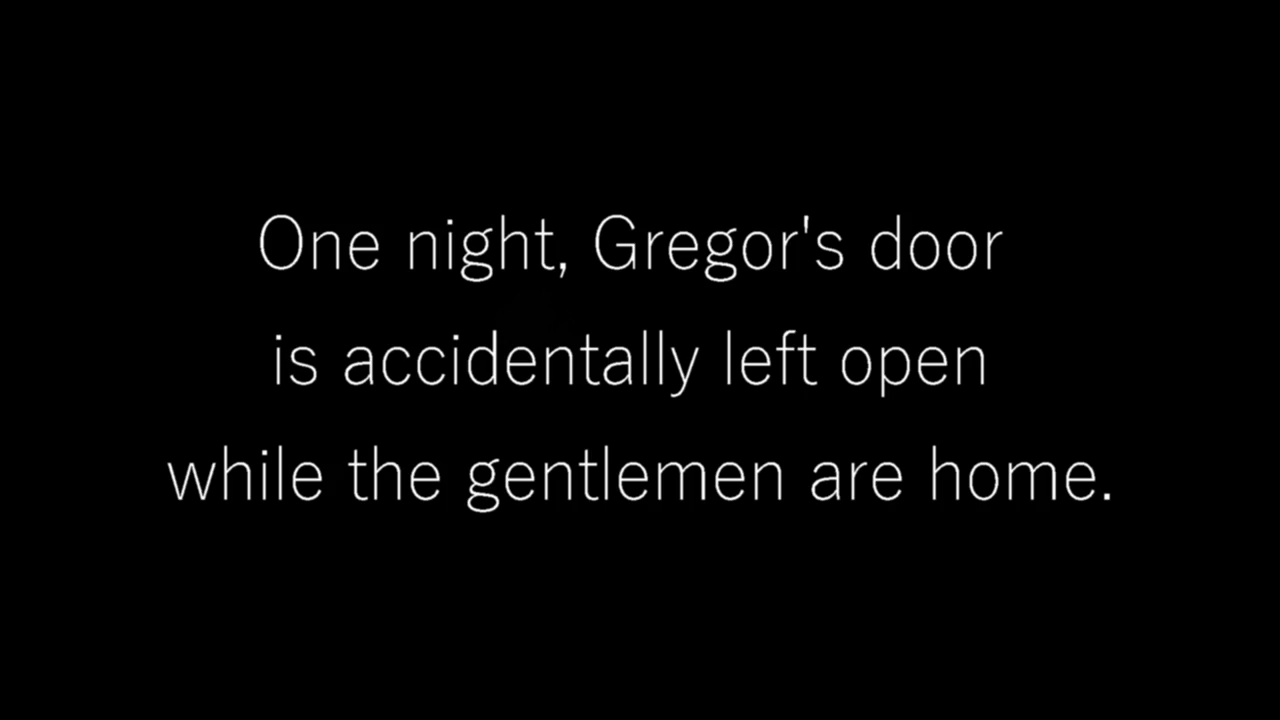 One night, Gregor's door
is accidentally left open
while the gentlemen are home.